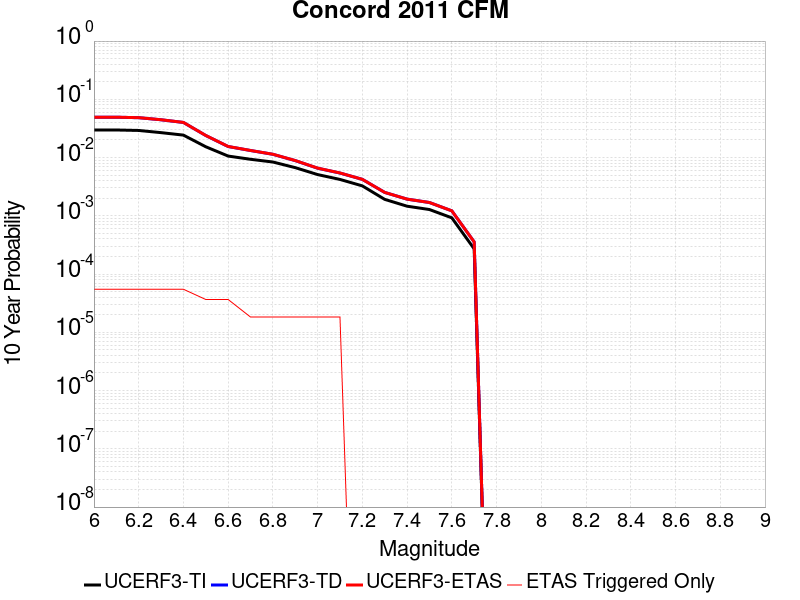 Concord 2011 CFM
10 Year Probability
10^0
10^-1
10^-2
10^-3
10^-4
10^-5
10^-6
10^-7
10^-8
6 6.2 6.4 6.6 6.8 7 7.2 7.4 7.6 7.8 8 8.2 8.4 8.6 8.8 9
Magnitude
UCERF3-TI UCERF3-TD UCERF3-ETAS ETAS Triggered Only